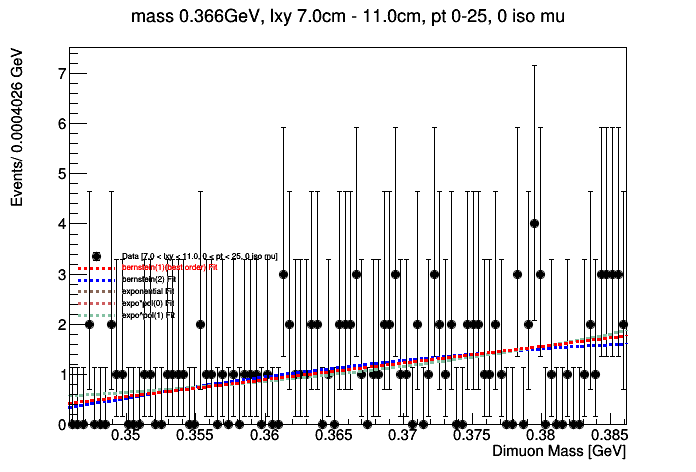 mass 0.366GeV, lxy 7.0cm - 11.0cm, pt 0-25, 0 iso mu
Events/ 0.0004026 GeV
7
6
5
4
3
2
1
0
Data [7.0 < lxy < 11.0, 0 < pt < 25, 0 iso mu]
bernstein(1)(best order) Fit
bernstein(2) Fit
exponential Fit
expo*pol(0) Fit
expo*pol(1) Fit
0.35 0.355 0.36 0.365 0.37 0.375 0.38 0.385
Dimuon Mass [GeV]